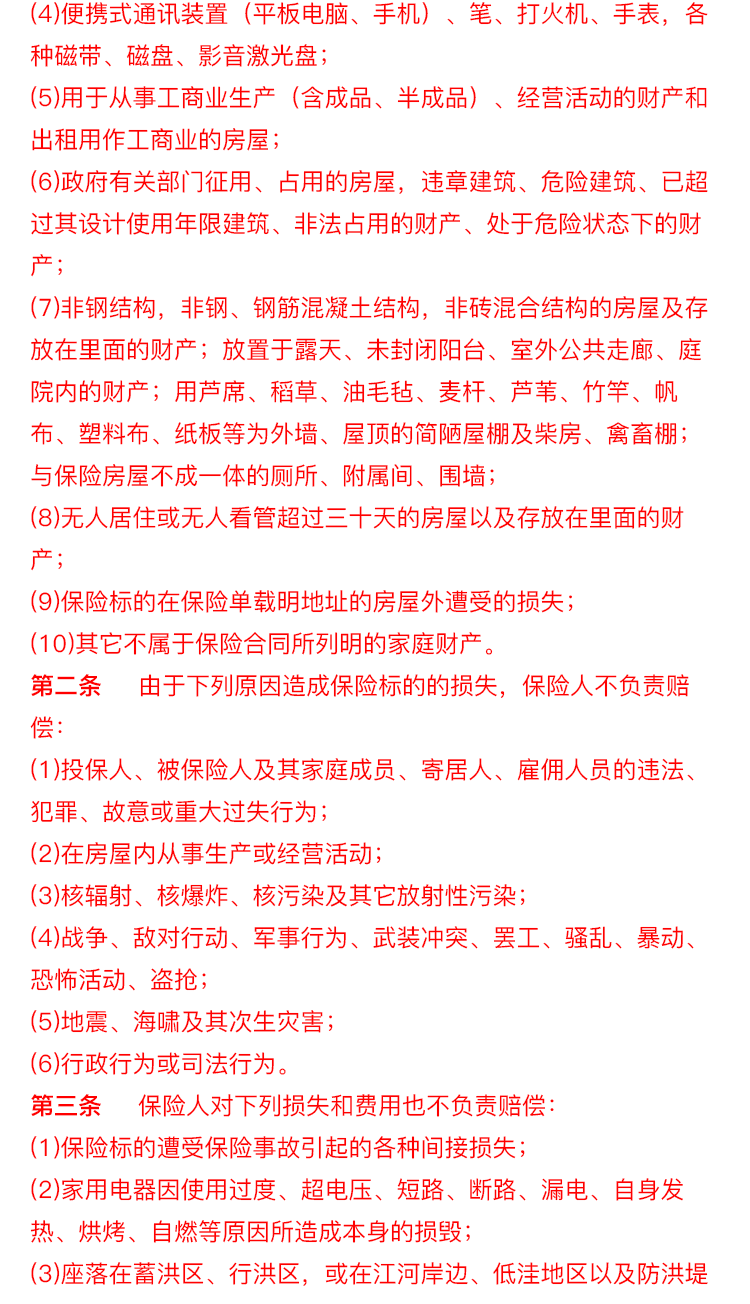 (4)便携式通讯装置（平板电脑、手机）、笔、打火机、手表，各
种磁带、磁盘、影音激光盘；
(5)用于从事工商业生产（含成品、半成品）、经营活动的财产和
出租用作工商业的房屋；
(6)政府有关部门征用、占用的房屋，违章建筑、危险建筑、已超
过其设计使用年限建筑、非法占用的财产、处于危险状态下的财
产；
(7)非钢结构，非钢、钢筋混凝土结构，非砖混合结构的房屋及存
放在里面的财产；放置于露天、未封闭阳台、室外公共走廊、庭
院内的财产；用芦席、稻草、油毛毡、麦杆、芦苇、竹竿、帆
布、塑料布、纸板等为外墙、屋顶的简陋屋棚及柴房、禽畜棚；
与保险房屋不成一体的厕所、附属间、围墙；
(8)无人居住或无人看管超过三十天的房屋以及存放在里面的财
产；
(9)保险标的在保险单载明地址的房屋外遭受的损失；
(10)其它不属于保险合同所列明的家庭财产。
第二条 由于下列原因造成保险标的的损失，保险人不负责赔
偿：
(1)投保人、被保险人及其家庭成员、寄居人、雇佣人员的违法、
犯罪、故意或重大过失行为；
(2)在房屋内从事生产或经营活动；
(3)核辐射、核爆炸、核污染及其它放射性污染；
(4)战争、敌对行动、军事行为、武装冲突、罢工、骚乱、暴动、
恐怖活动、盗抢；
(5)地震、海啸及其次生灾害；
(6)行政行为或司法行为。
第三条 保险人对下列损失和费用也不负责赔偿：
(1)保险标的遭受保险事故引起的各种间接损失；
(2)家用电器因使用过度、超电压、短路、断路、漏电、自身发
热、烘烤、自燃等原因所造成本身的损毁；
(3)座落在蓄洪区、行洪区，或在江河岸边、低洼地区以及防洪堤